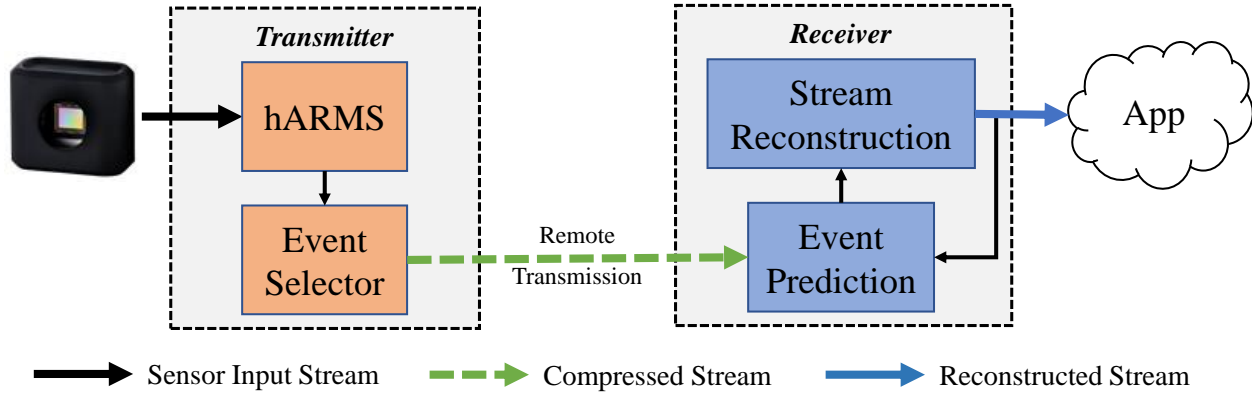 Transmitter
hARMS
Event
Selector
Remote
Transmission
Receiver
Stream
Reconstruction
Event
Prediction
App
Sensor Input Stream
Compressed Stream
Reconstructed Stream